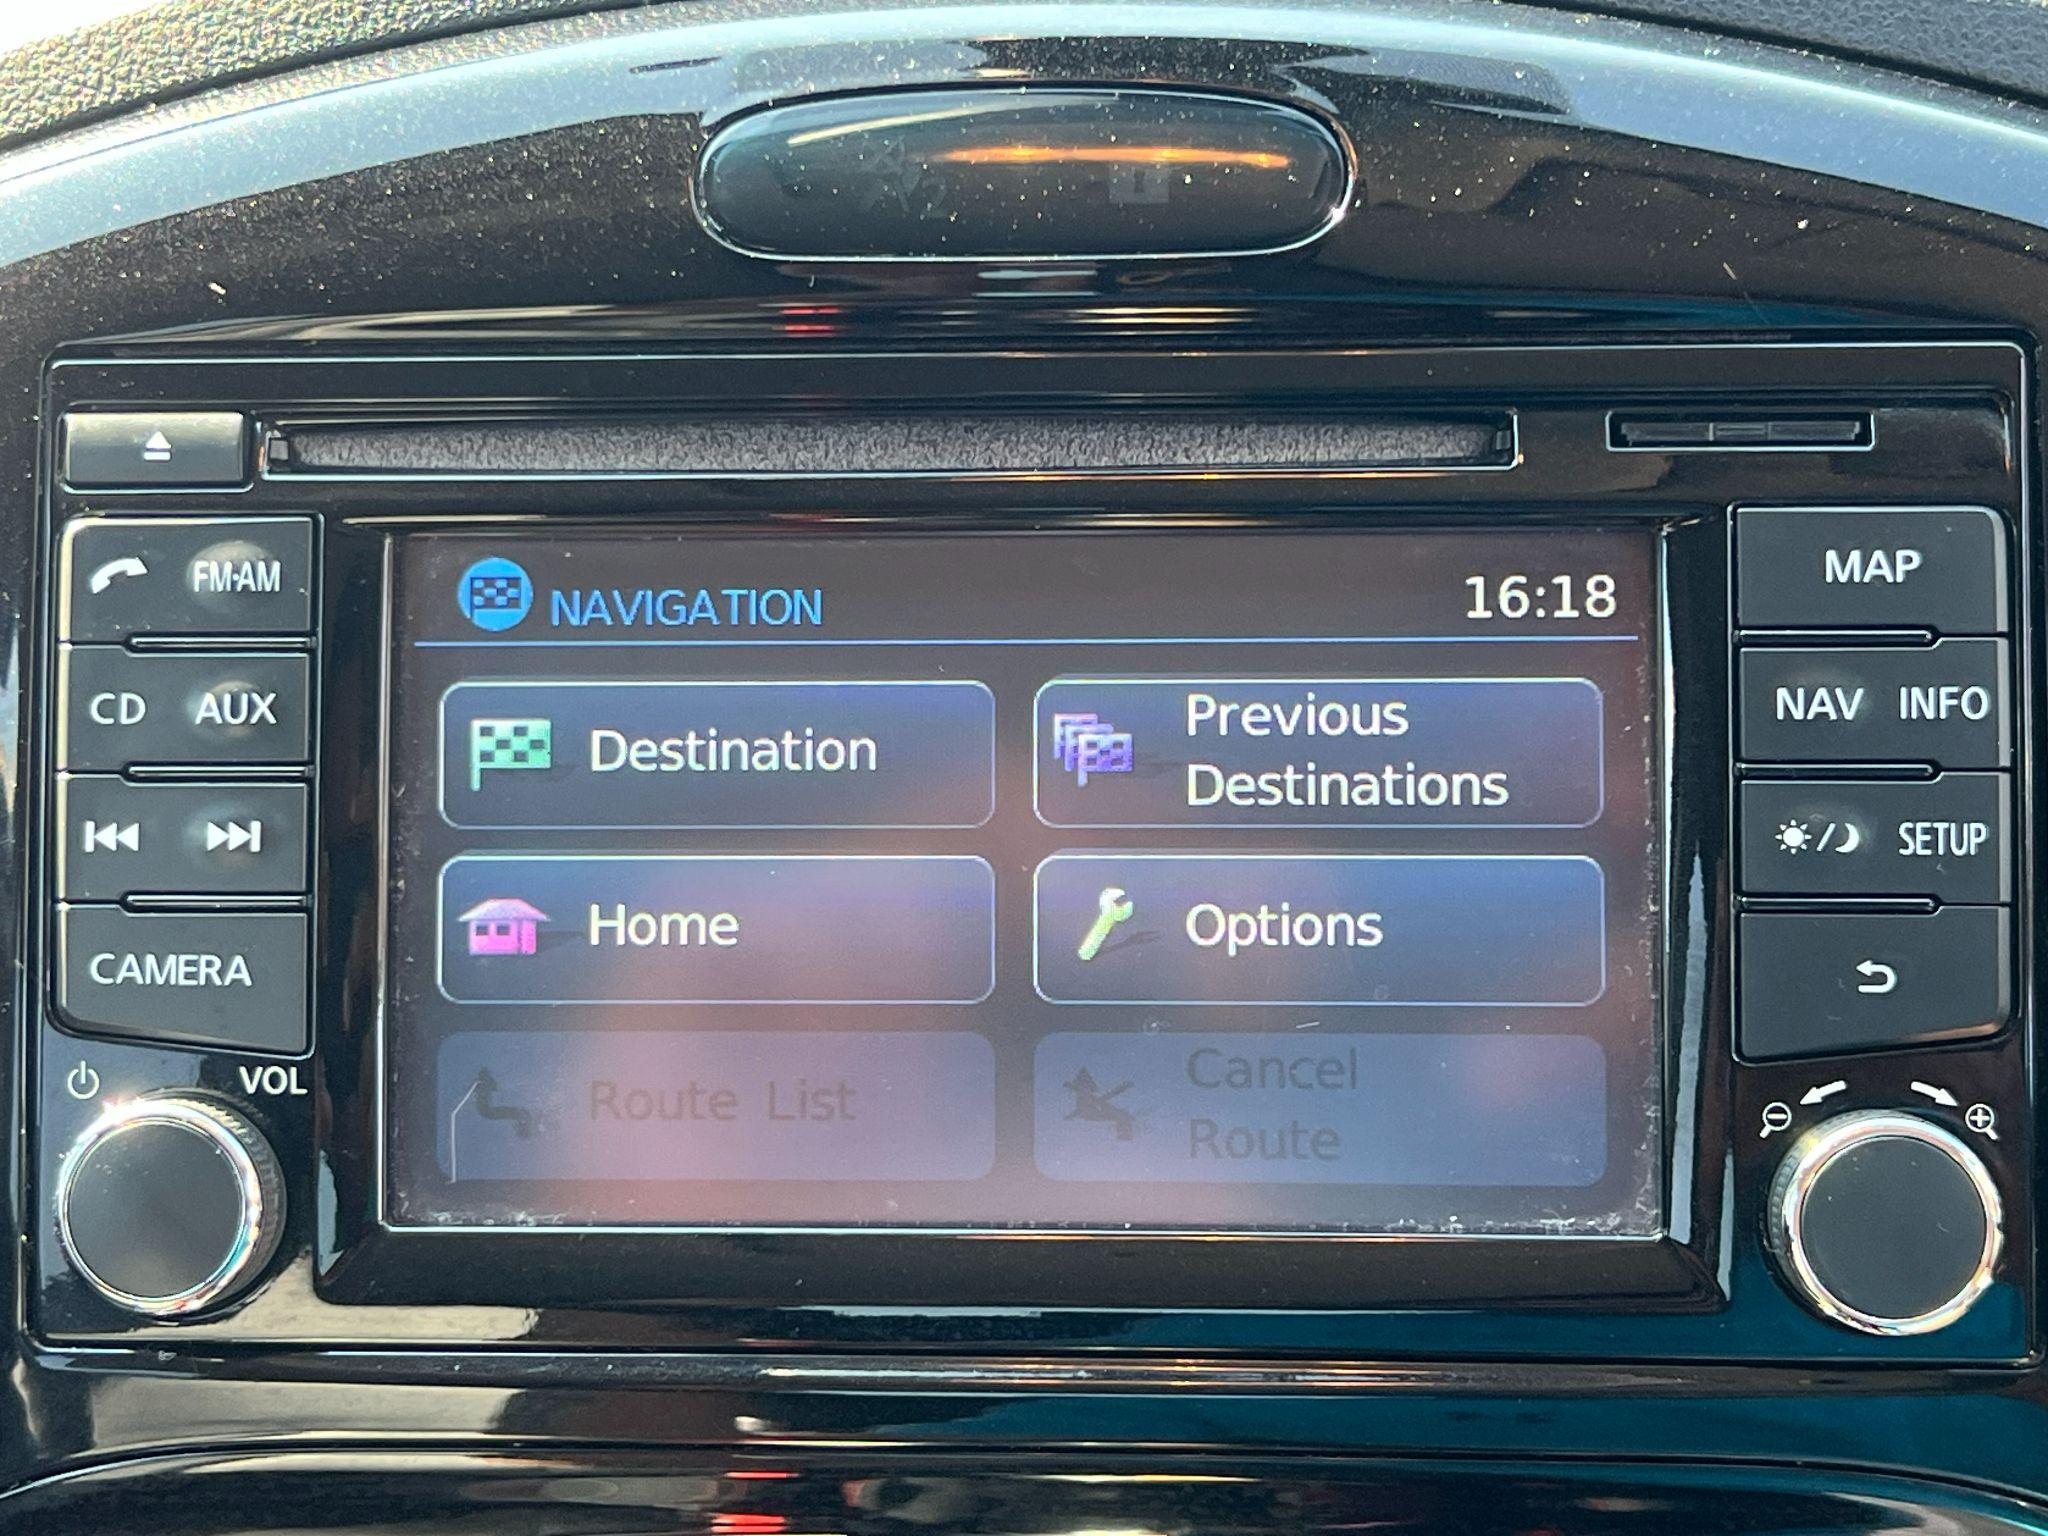 FM·AM
CD AUX
CAMERA
VOL
NAVIGATION
16:18
Destination
Previous
Destinations
Home
Options
Route List
Cancel
Route
MAP
NAV INFO
SETUP